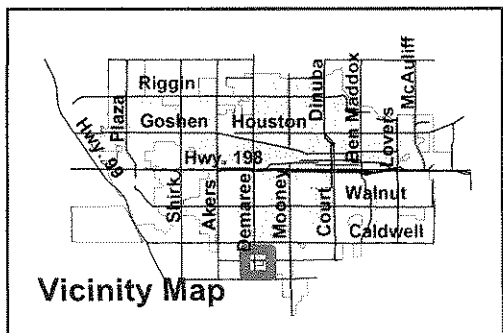 Riggin
Plaza
Goshen
Houston
Dinuba
Ben Maddox
Lovers
McAuliff
Hwy. 99
Hwy. 198
Shirk
Akers
Demaree
Mooney
Court
Walnut
Caldwell
Vicinity Map